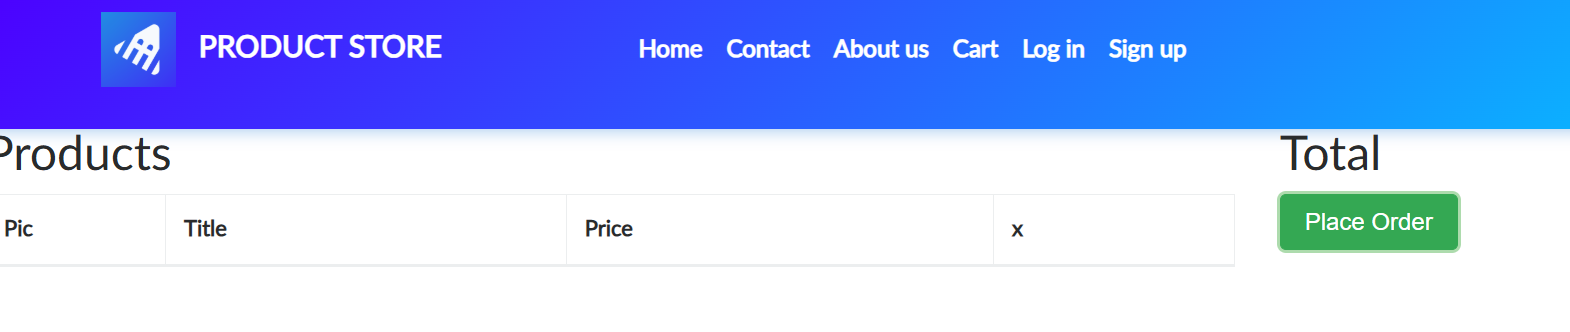 PRODUCT STORE Home Contact About us Cart Log in Sign up
Products Total
Pic Title Price x Place Order